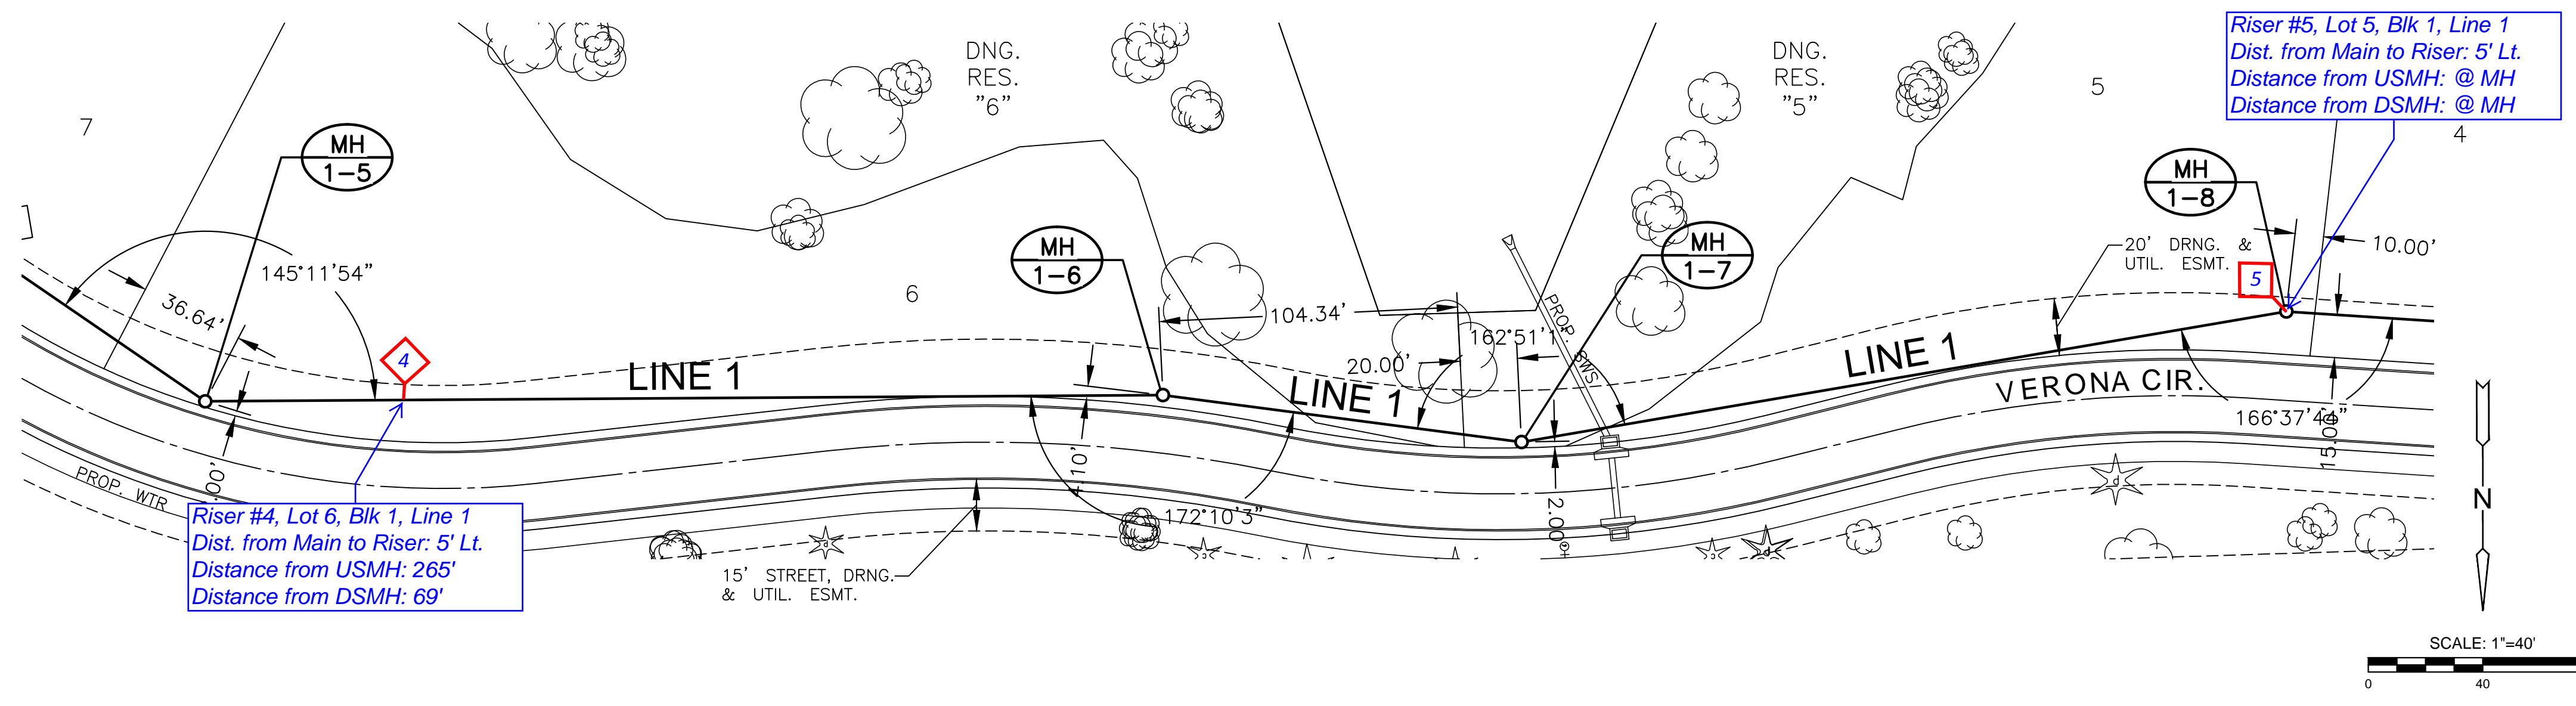 Riser #5, Lot 5, Blk 1, Line 1
Dist. from Main to Riser: 5' Lt.
Distance from USMH: @ MH
Distance from DSMH: @ MH
DNG.
RES.
"6"
DNG.
RES.
"5"
5
4
7
MH
1-5
MH
1-8
MH
1-6
MH
1-7
145°11'54"
36.64'
6
20' DRNG. &
UTIL. ESMT.
10.00'
5
104.34'
162°51'1"
20.00'
PROP. SWS
4
LINE 1
LINE 1
LINE 1
VERONA CIR.
166°37'44"
15.00'
PROP. WTR
.00'
172°10'3"
2.00'
Riser #4, Lot 6, Blk 1, Line 1
Dist. from Main to Riser: 5' Lt.
Distance from USMH: 265'
Distance from DSMH: 69'
15' STREET, DRNG.
& UTIL. ESMT.
N
SCALE: 1"=40'
0
40